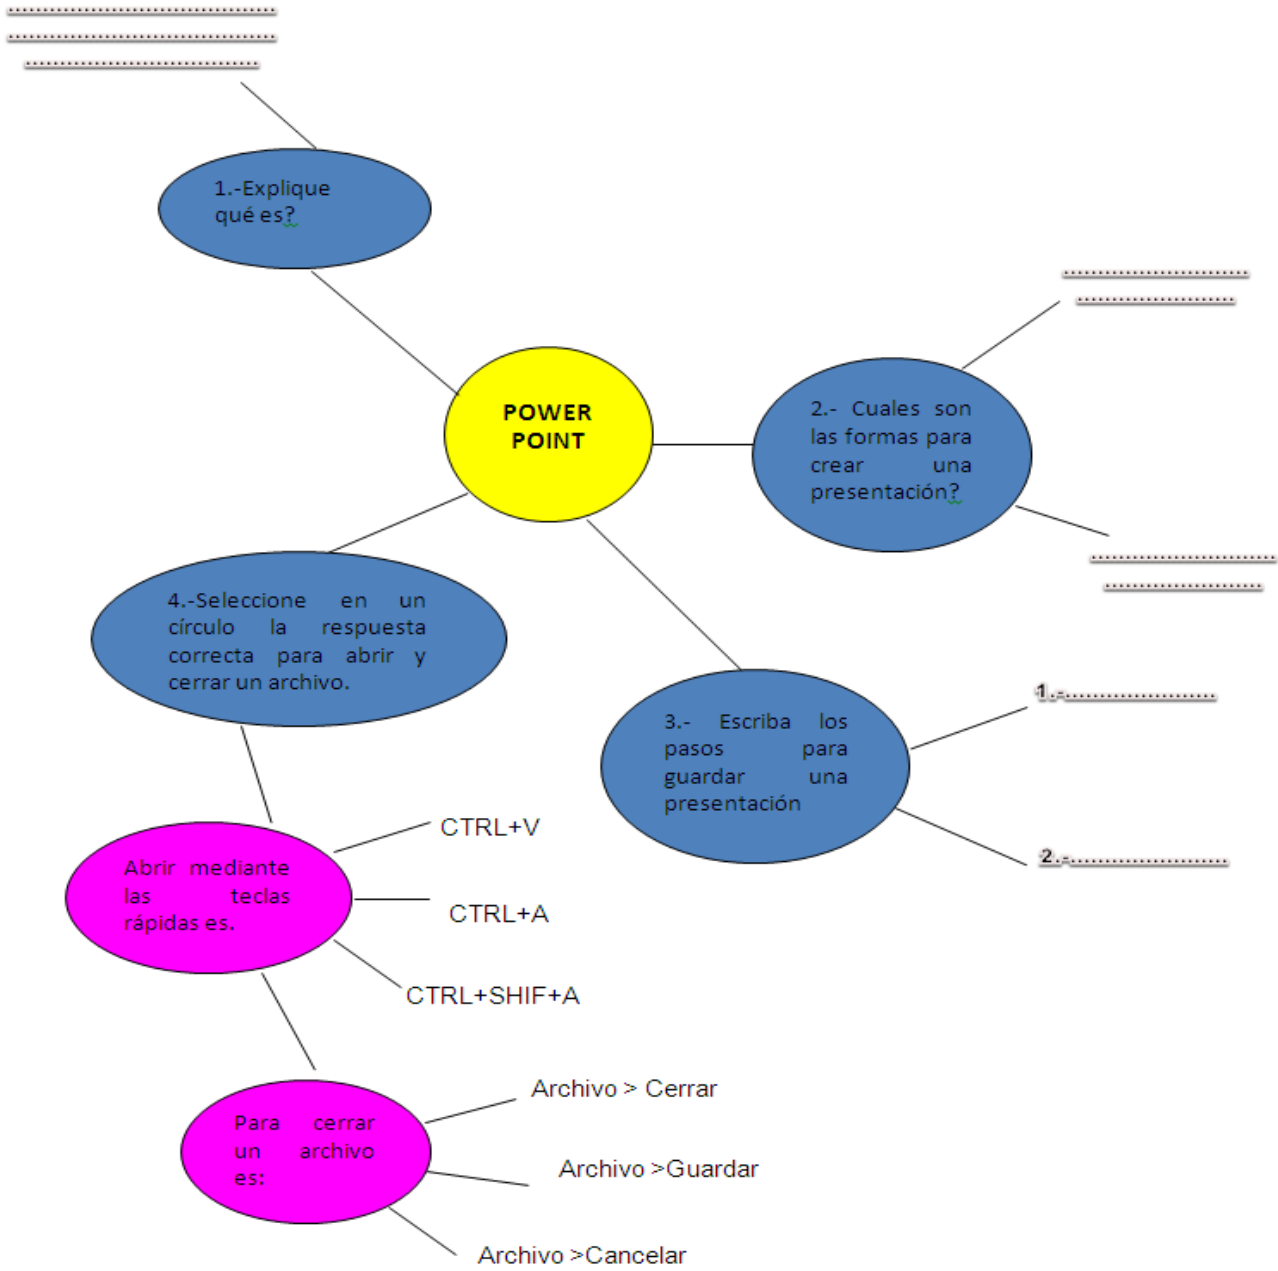 1.-Explique
qué es?
POWER
POINT
2.- Cuales son
las formas para
crear una
presentación?
3.- Escriba los
pasos para
guardar una
presentación
1.-......................
2.-......................
4.-Seleccione en un
círculo la respuesta
correcta para abrir y
cerrar un archivo.
Abrir mediante
las teclas
rápidas es.
CTRL+V
CTRL+A
CTRL+SHIF+A
Para cerrar
un archivo
es:
Archivo > Cerrar
Archivo >Guardar
Archivo >Cancelar